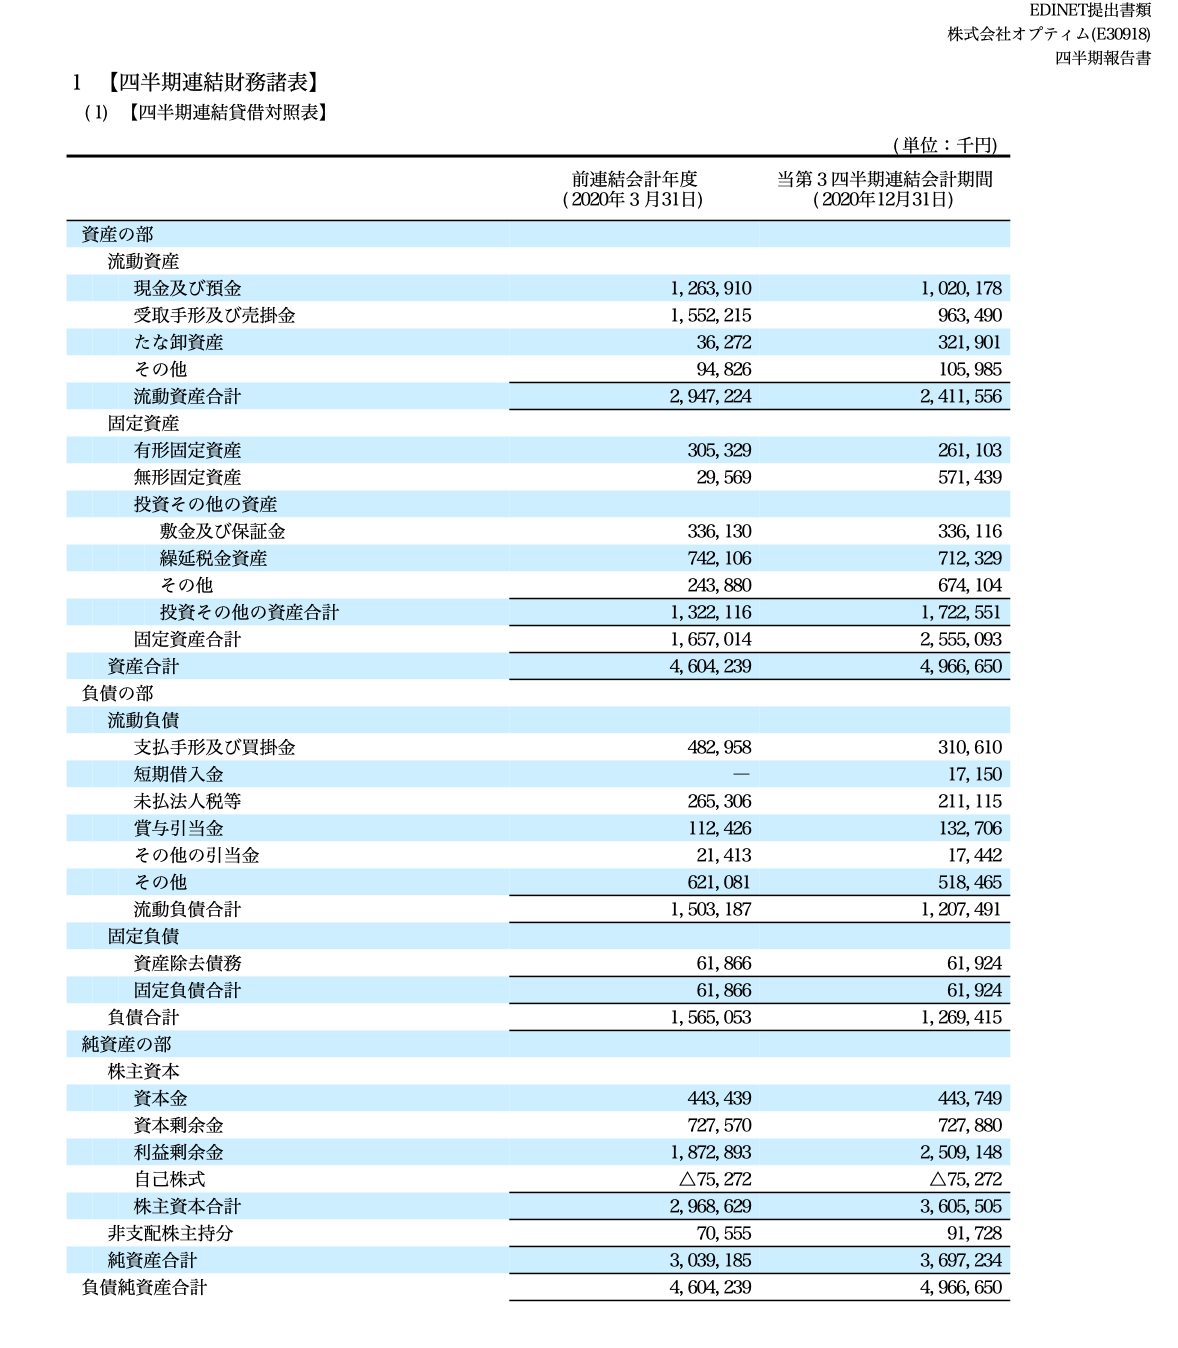 EDINET提出書類
株式会社オプティム(E30918)
四半期報告書
1 【四半期連結財務諸表】
(1) 【四半期連結貸借対照表】
(単位:千円)
前連結会計年度 当第3四半期連結会計期間
(2020年3月31日) (2020年12月31日)
資産の部
流動資産
現金及び預金 1,263,910 1,020,178
受取手形及び売掛金 1,552,215 963,490
たな卸資産 36,272 321,901
その他 94,826 105,985
流動資産合計 2,947,224 2,411,556
固定資産
有形固定資産 305,329 261,103
無形固定資産 29,569 571,439
投資その他の資産
敷金及び保証金 336,130 336,116
繰延税金資産 742,106 712,329
その他 243,880 674,104
投資その他の資産合計 1,322,116 1,722,551
固定資産合計 1,657,014 2,555,093
資産合計 4,604,239 4,966,650
負債の部
流動負債
支払手形及び買掛金 482,958 310,610
短期借入金 ― 17,150
未払法人税等 265,306 211,115
賞与引当金 112,426 132,706
その他の引当金 21,413 17,442
その他 621,081 518,465
流動負債合計 1,503,187 1,207,491
固定負債
資産除去債務 61,866 61,924
固定負債合計 61,866 61,924
負債合計 1,565,053 1,269,415
純資産の部
株主資本
資本金 443,439 443,749
資本剰余金 727,570 727,880
利益剰余金 1,872,893 2,509,148
自己株式 △75,272 △75,272
株主資本合計 2,968,629 3,605,505
非支配株主持分 70,555 91,728
純資産合計 3,039,185 3,697,234
負債純資産合計 4,604,239 4,966,650